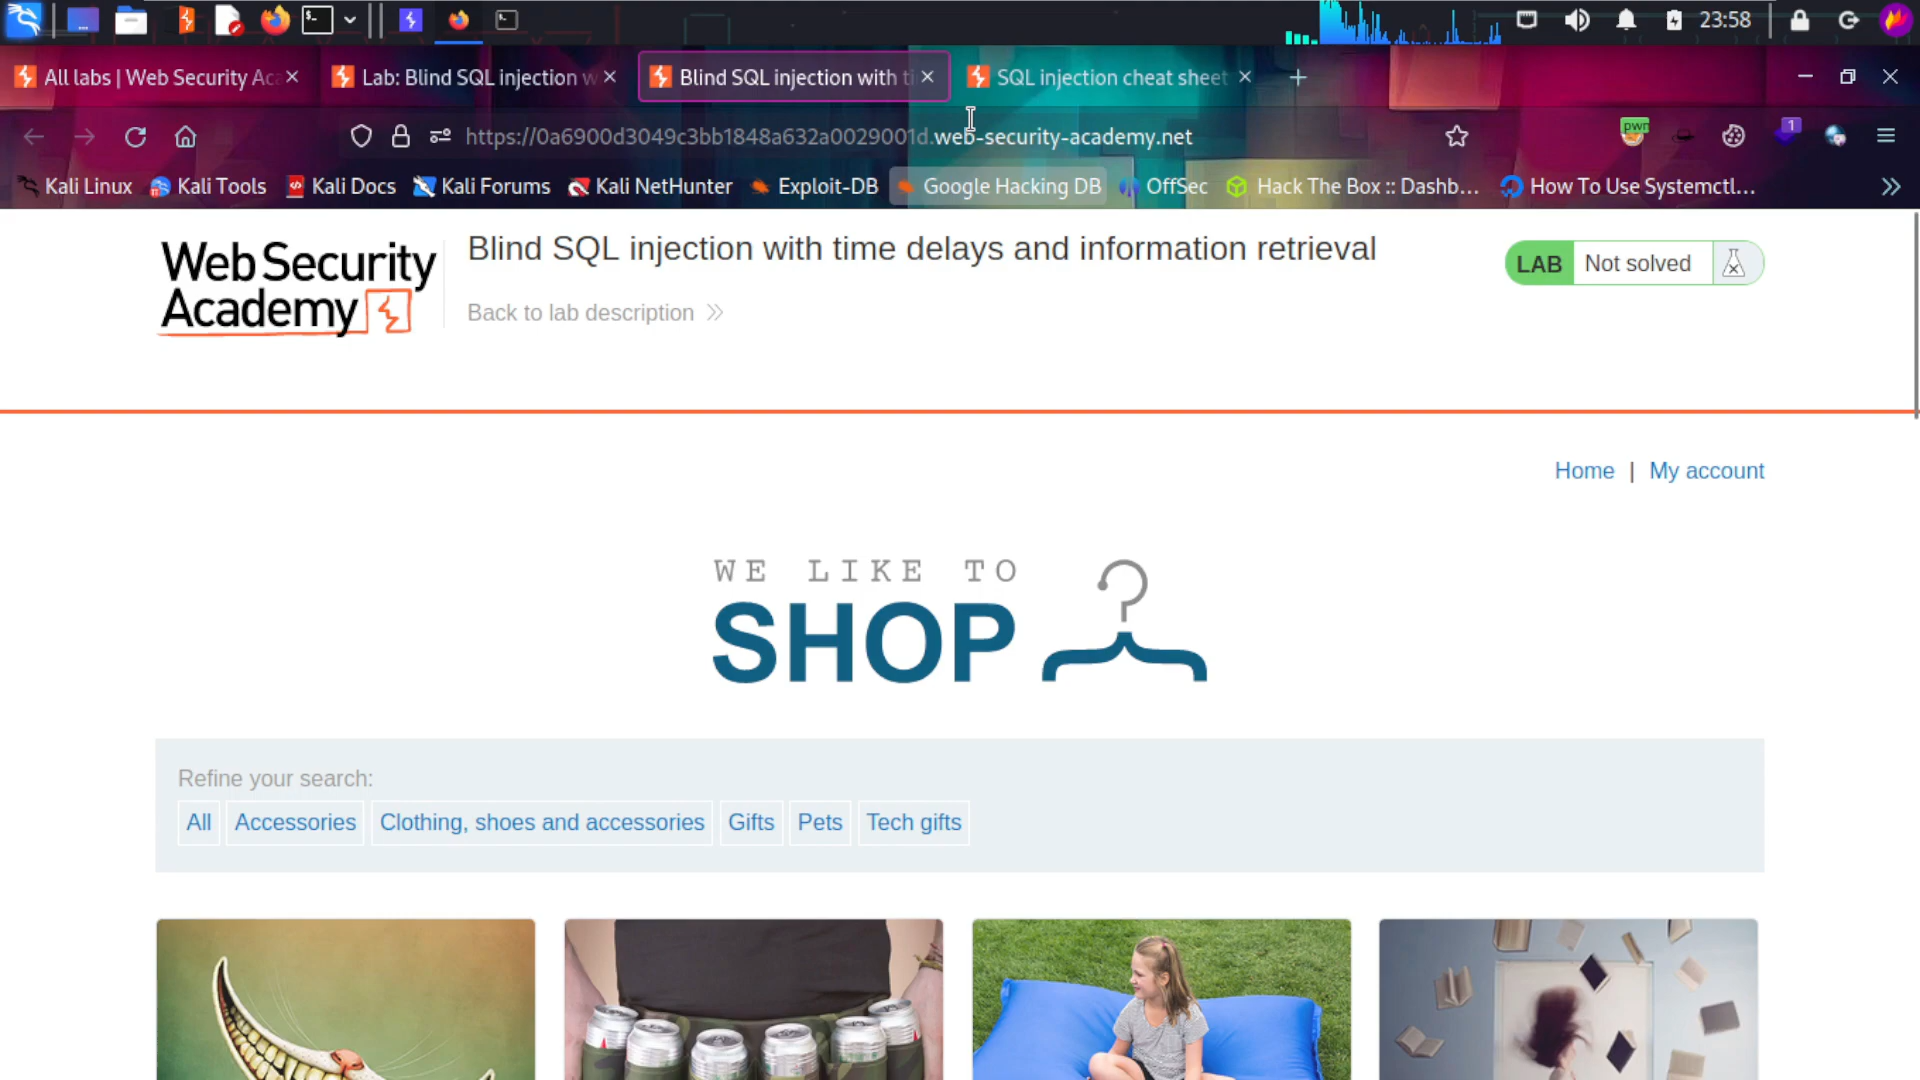 23:58
All labs | Web Security Ac
Lab: Blind SQL injection w
Blind SQL injection with ti
SQL injection cheat sheet
https://0a6900d3049c3bb1848a632a0029001d.web-security-academy.net
pwn
1
Kali Linux
Kali Tools
Kali Docs
Kali Forums
Kali NetHunter
Exploit-DB
Google Hacking DB
OffSec
Hack The Box :: Dashb...
How To Use Systemctl...
Web Security
Academy
Blind SQL injection with time delays and information retrieval
Back to lab description
LAB
Not solved
Home | My account
WE LIKE TO
SHOP
Refine your search:
All
Accessories
Clothing, shoes and accessories
Gifts
Pets
Tech gifts